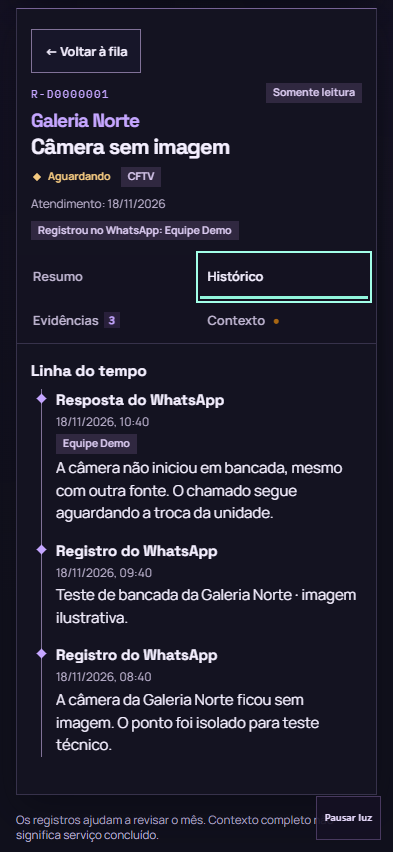 ← Voltar à fila
R-D0000001
Somente leitura
Galeria Norte
Câmera sem imagem
Aguardando
CFTV
Atendimento: 18/11/2026
Registrou no WhatsApp: Equipe Demo
Resumo
Histórico
Evidências 3
Contexto
Linha do tempo
Resposta do WhatsApp
18/11/2026, 10:40
Equipe Demo
A câmera não iniciou em bancada, mesmo
com outra fonte. O chamado segue
aguardando a troca da unidade.
Registro do WhatsApp
18/11/2026, 09:40
Teste de bancada da Galeria Norte · imagem
ilustrativa.
Registro do WhatsApp
18/11/2026, 08:40
A câmera da Galeria Norte ficou sem
imagem. O ponto foi isolado para teste
técnico.
Os registros ajudam a revisar o mês. Contexto completo
significa serviço concluído.
Pausar luz